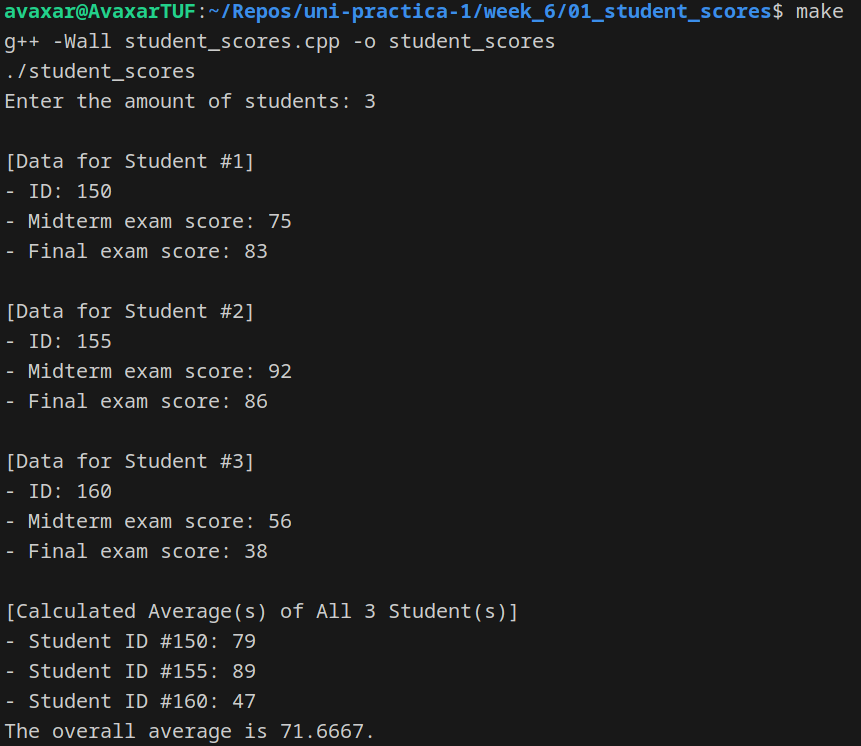 avaxar@AvaxarTUF:~/Repos/uni-practica-1/week_6/01_student_scores$ make
g++ -Wall student_scores.cpp -o student_scores
./student_scores
Enter the amount of students: 3
[Data for Student #1]
- ID: 150
- Midterm exam score: 75
- Final exam score: 83
[Data for Student #2]
- ID: 155
- Midterm exam score: 92
- Final exam score: 86
[Data for Student #3]
- ID: 160
- Midterm exam score: 56
- Final exam score: 38
[Calculated Average(s) of All 3 Student(s)]
- Student ID #150: 79
- Student ID #155: 89
- Student ID #160: 47
The overall average is 71.6667.